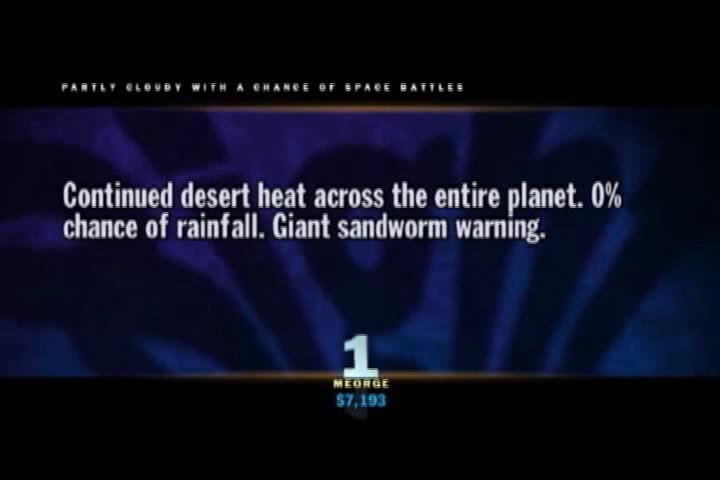 PARTLY CLOUDY WITH A CHANCE OF SPACE BATTLES
Continued desert heat across the entire planet. 0%
chance of rainfall. Giant sandworm warning.
1
MEORGE
$7,193